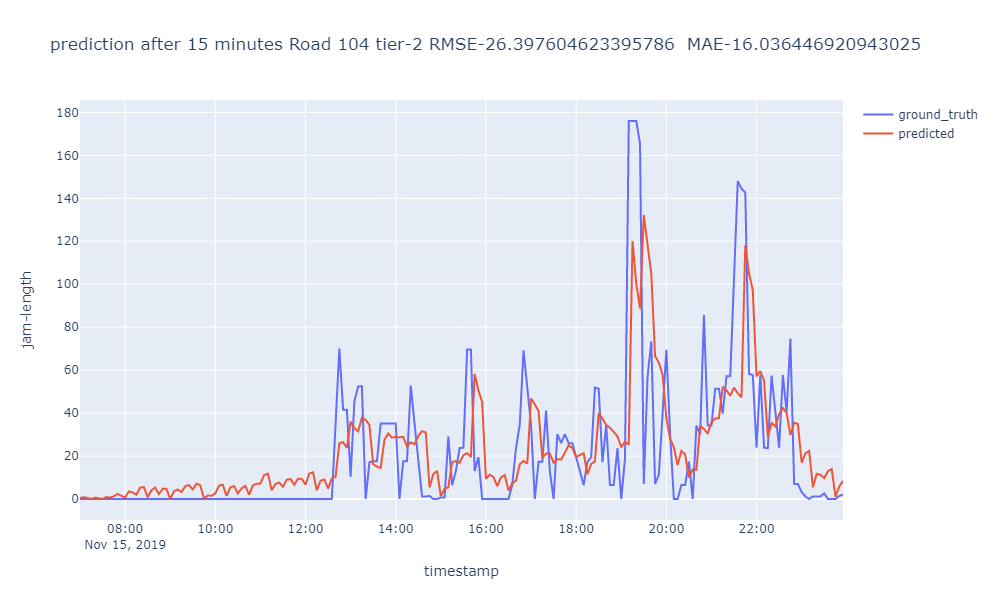 prediction after 15 minutes Road 104 tier-2 RMSE-26.397604623395786  MAE-16.036446920943025
ground_truth
predicted
jam-length
180
160
140
120
100
80
60
40
20
0
08:00 10:00 12:00 14:00 16:00 18:00 20:00 22:00
Nov 15, 2019
timestamp